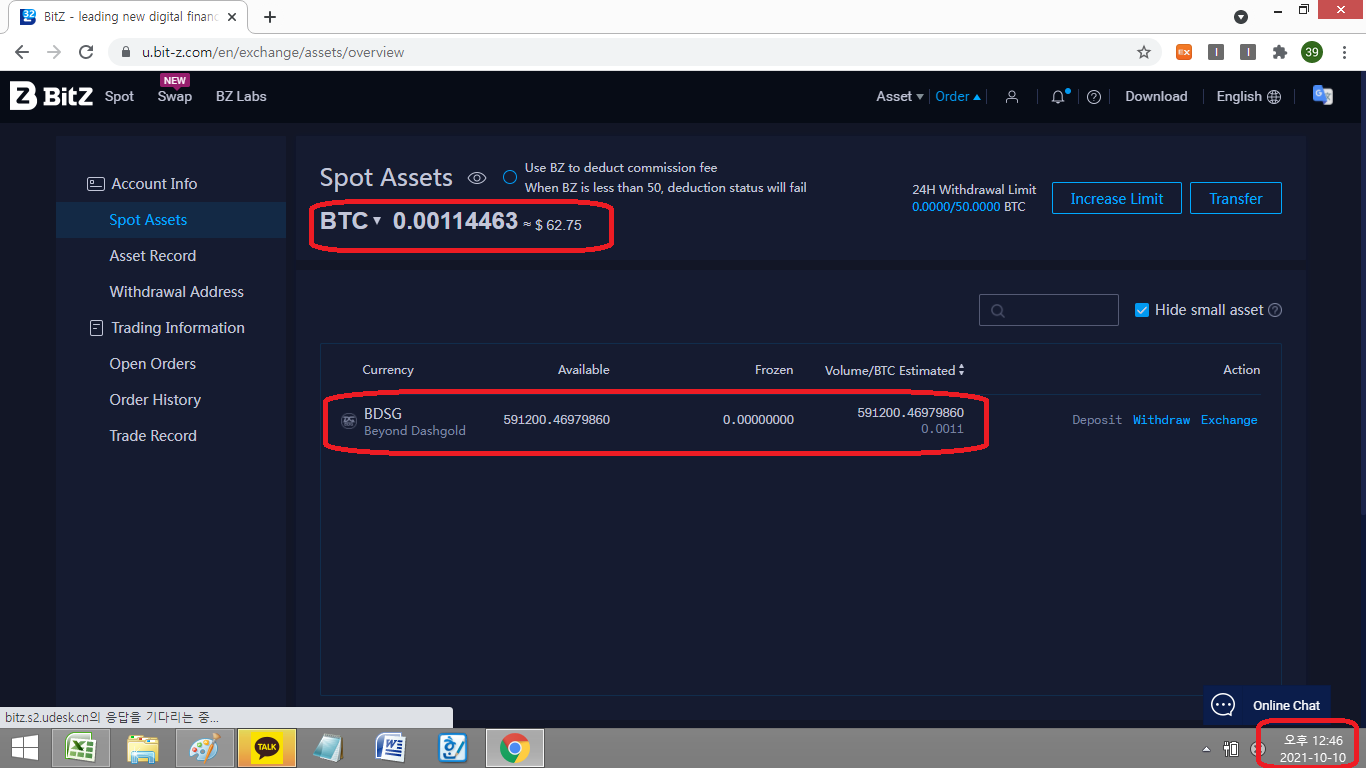 BitZ - leading new digital financ
u.bit-z.com/en/exchange/assets/overview
39
BitZ
Spot
NEW
Swap
BZ Labs
Asset
Order
Download
English
Account Info
Spot Assets
Asset Record
Withdrawal Address
Trading Information
Open Orders
Order History
Trade Record
Spot Assets
Use BZ to deduct commission fee
When BZ is less than 50, deduction status will fail
BTC 0.00114463 ≈ $ 62.75
24H Withdrawal Limit
0.0000/50.0000 BTC
Increase Limit
Transfer
Hide small asset
Currency Available Frozen Volume/BTC Estimated Action
BDSG
Beyond Dashgold
591200.46979860
0.00000000
591200.46979860
0.0011
Deposit Withdraw Exchange
Online Chat
bitz.s2.udesk.cn의 응답을 기다리는 중...
TALK
오후 12:46
2021-10-10